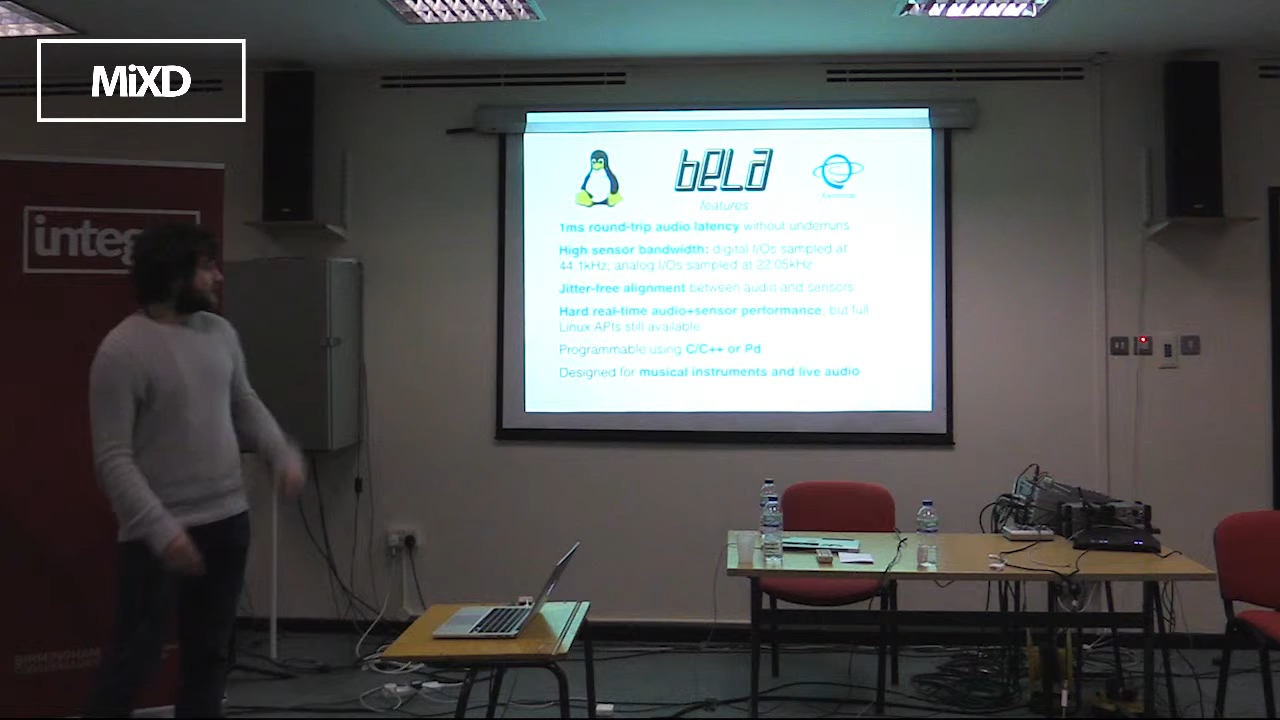 MiXD
integ
bela
features
1ms round-trip audio latency without underruns
High sensor bandwidth: digital I/Os sampled at
44.1kHz; analog I/Os sampled at 22.05kHz
Jitter-free alignment between audio and sensors
Hard real-time audio+sensor performance, but full
Linux APIs still available
Programmable using C/C++ or Pd
Designed for musical instruments and live audio
BIRMINGHAM